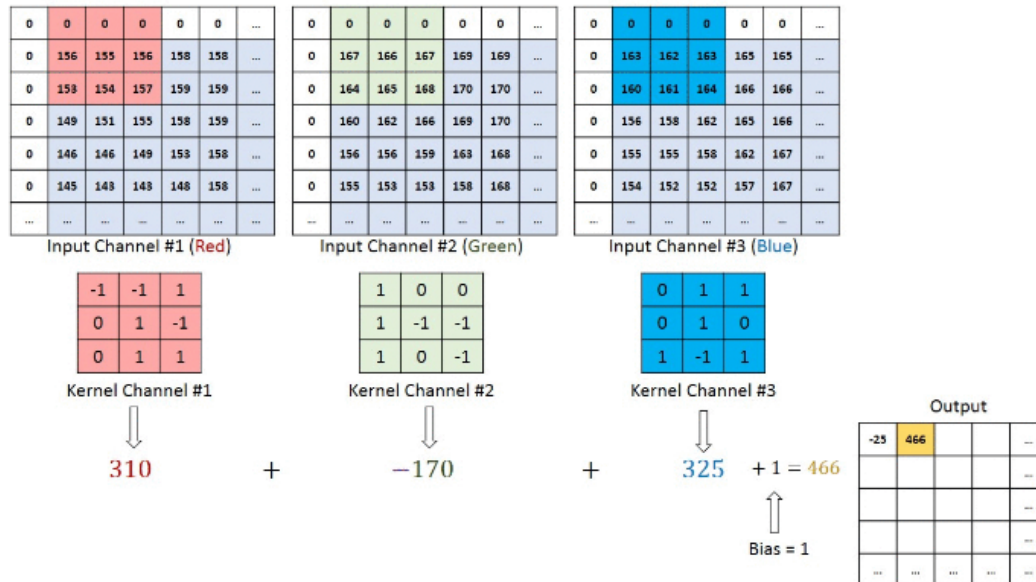 0 0 0 0 0 0 ...
0 156 155 156 158 158 ...
0 153 154 157 159 159 ...
0 149 151 155 158 159 ...
0 146 146 149 153 158 ...
0 145 143 143 148 158 ...
... ... ... ... ... ... ...
Input Channel #1 (Red)
0 0 0 0 0 0 ...
0 167 166 167 169 169 ...
0 164 165 168 170 170 ...
0 160 162 166 169 170 ...
0 156 156 159 163 168 ...
0 155 153 153 158 168 ...
... ... ... ... ... ... ...
Input Channel #2 (Green)
0 0 0 0 0 0 ...
0 163 162 163 165 165 ...
0 160 161 164 166 166 ...
0 156 158 162 165 166 ...
0 155 155 158 162 167 ...
0 154 152 152 157 167 ...
... ... ... ... ... ... ...
Input Channel #3 (Blue)
-1 -1 1
0 1 -1
0 1 1
Kernel Channel #1
1 0 0
1 -1 -1
1 0 -1
Kernel Channel #2
0 1 1
0 1 0
1 -1 1
Kernel Channel #3
310 + −170 + 325 + 1 = 466
Bias = 1
Output
-25 466 ...
...
...
...
... ... ... ... ...